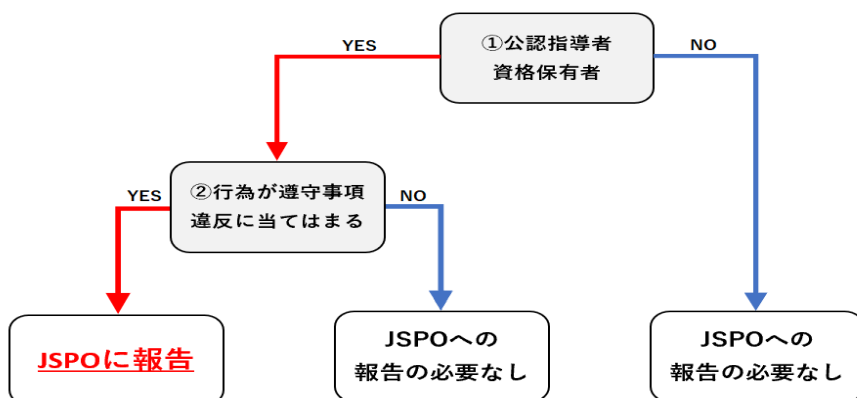 ①公認指導者
資格保有者
YES
NO
②行為が遵守事項
違反に当てはまる
YES
NO
JSPOに報告
JSPOへの
報告の必要なし
JSPOへの
報告の必要なし